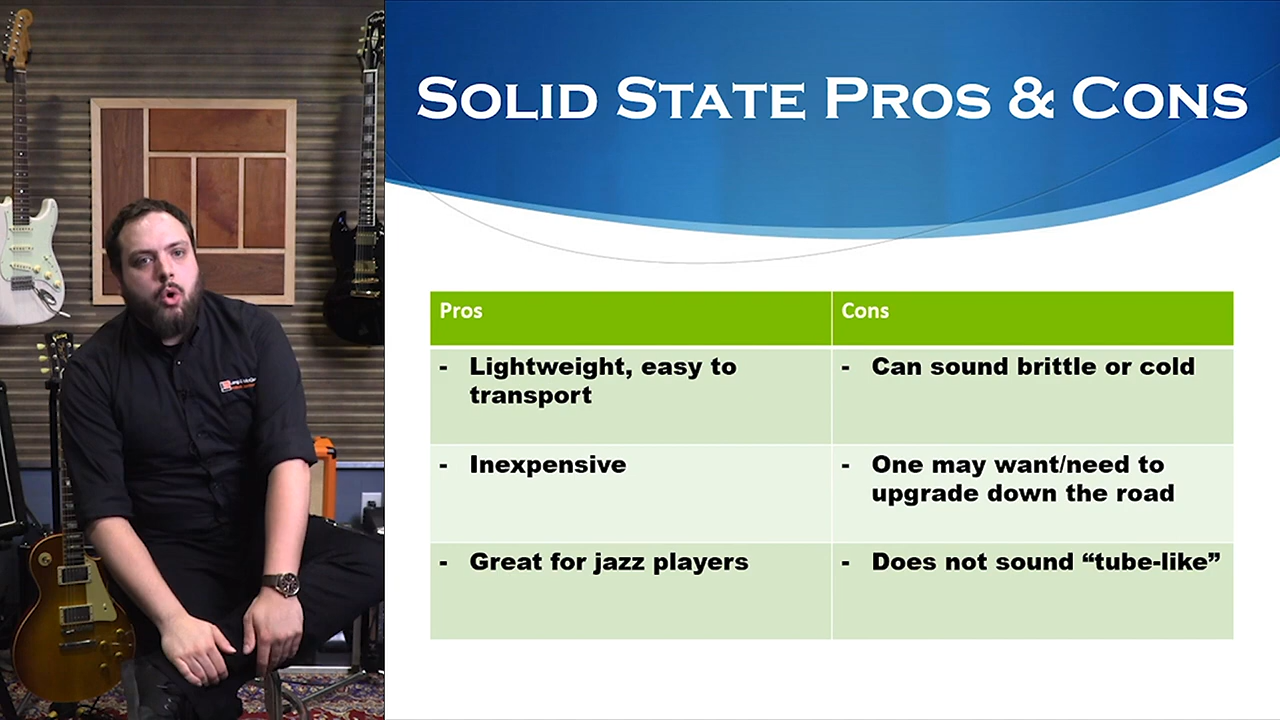 Solid State Pros & Cons
Pros
Cons
- Lightweight, easy to
transport
- Can sound brittle or cold
- Inexpensive
- One may want/need to
upgrade down the road
- Great for jazz players
- Does not sound “tube-like”